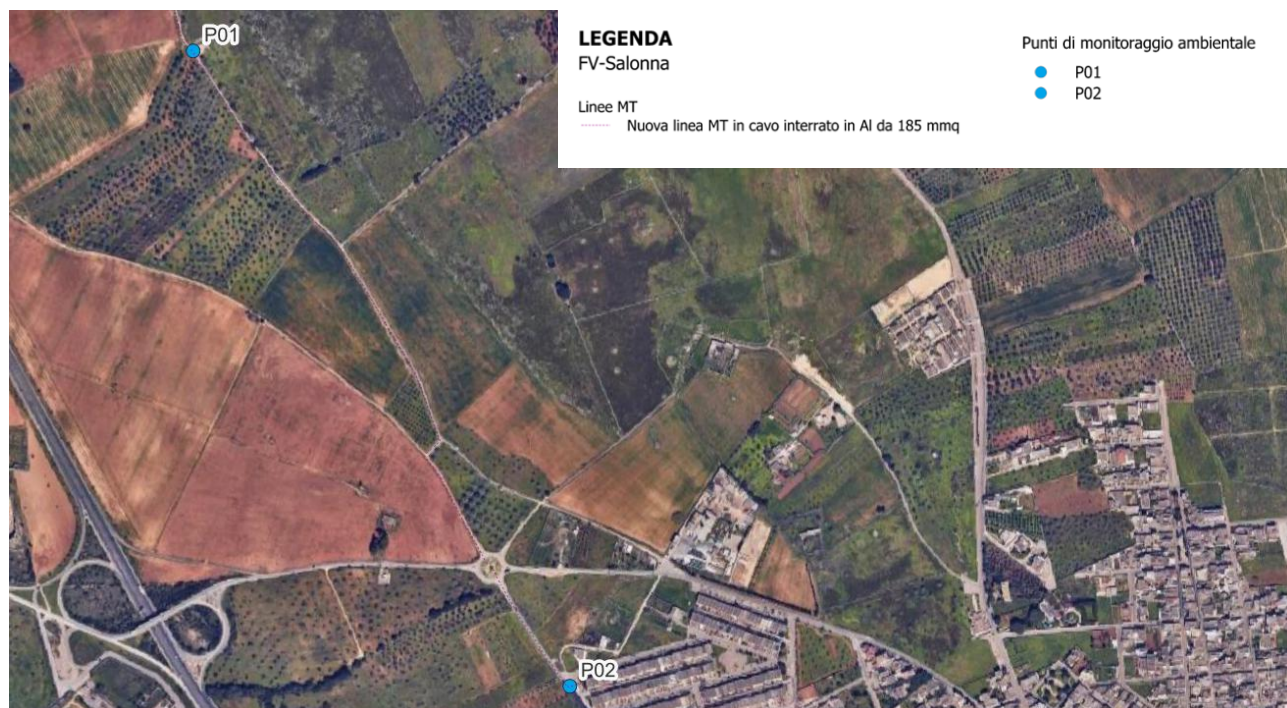 P01
LEGENDA
FV-Salonna
Linee MT
Nuova linea MT in cavo interrato in Al da 185 mmq
Punti di monitoraggio ambientale
P01
P02
P02